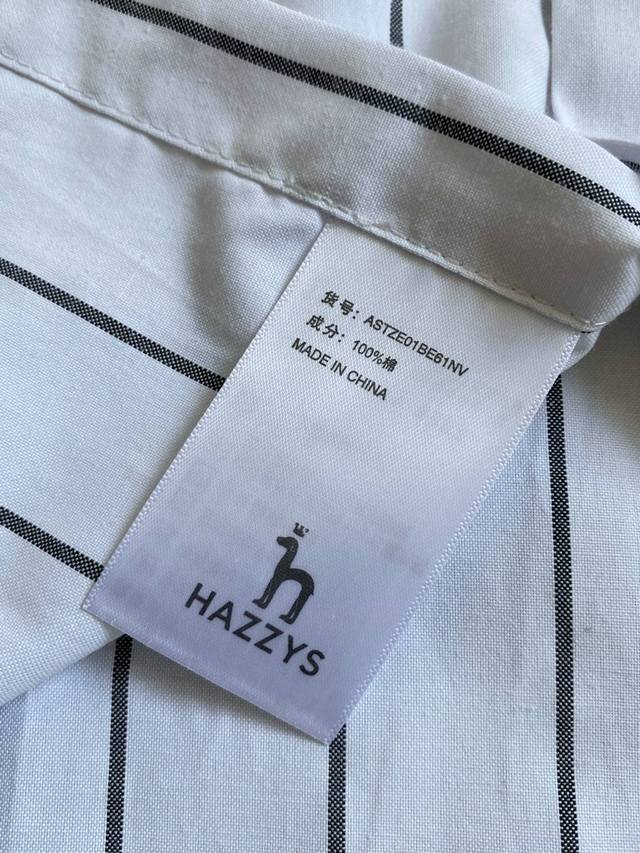 货号：ASTZE01BE61NV
成分：100%棉
MADE IN CHINA
HAZZYS